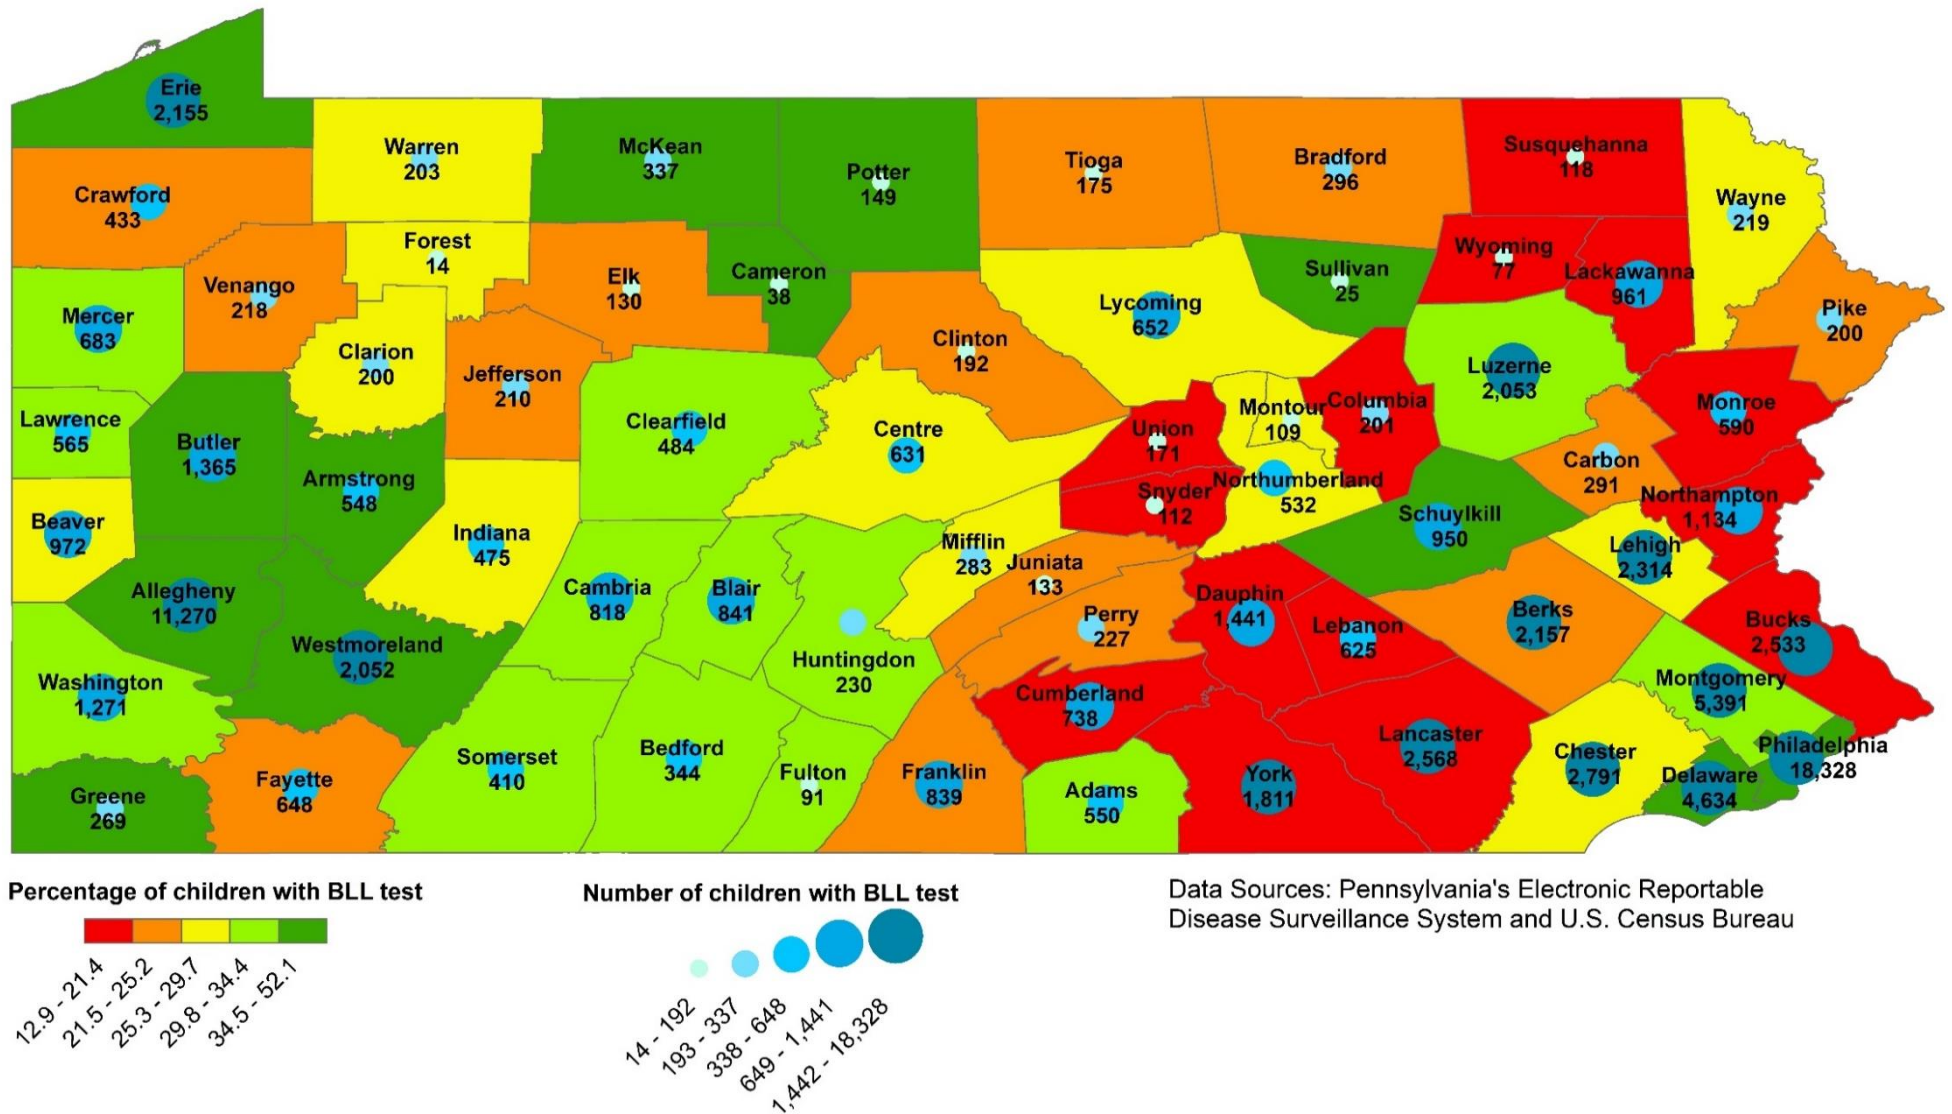 Erie
2,155
Warren
203
McKean
337
Potter
149
Tioga
175
Bradford
296
Susquehanna
118
Wayne
219
Crawford
433
Forest
14
Venango
218
Elk
130
Cameron
38
Sullivan
25
Wyoming
77
Lackawanna
961
Mercer
683
Lycoming
652
Pike
200
Clarion
200
Clinton
192
Jefferson
210
Luzerne
2,053
Lawrence
565
Butler
1,365
Clearfield
484
Centre
631
Montour
109
Columbia
201
Monroe
590
Union
171
Armstrong
548
Snyder
112
Northumberland
532
Carbon
291
Northampton
1,134
Beaver
972
Indiana
475
Schuylkill
950
Mifflin
283
Juniata
133
Lehigh
2,314
Allegheny
11,270
Cambria
818
Blair
841
Dauphin
1,441
Perry
227
Lebanon
625
Berks
2,157
Bucks
2,533
Westmoreland
2,052
Huntingdon
230
Washington
1,271
Cumberland
738
Montgomery
5,391
Lancaster
2,568
Somerset
410
Bedford
344
Fulton
91
Franklin
839
Adams
550
York
1,811
Chester
2,791
Philadelphia
18,328
Delaware
4,634
Greene
269
Fayette
648
Percentage of children with BLL test
12.9 - 21.4
21.5 - 25.2
25.3 - 29.7
29.8 - 34.4
34.5 - 52.1
Number of children with BLL test
14 - 192
193 - 337
338 - 648
649 - 1,441
1,442 - 18,328
Data Sources: Pennsylvania's Electronic Reportable
Disease Surveillance System and U.S. Census Bureau